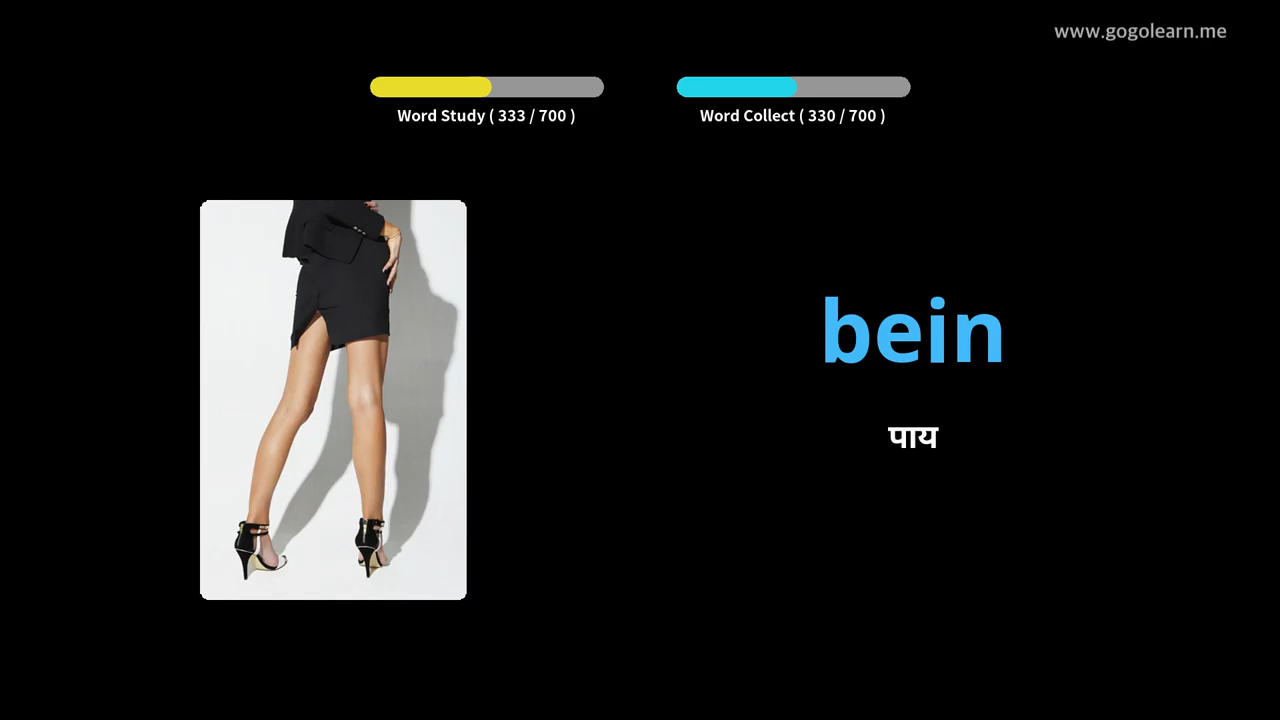 www.gogolearn.me
Word Study ( 333 / 700 )
Word Collect ( 330 / 700 )
bein
पाय